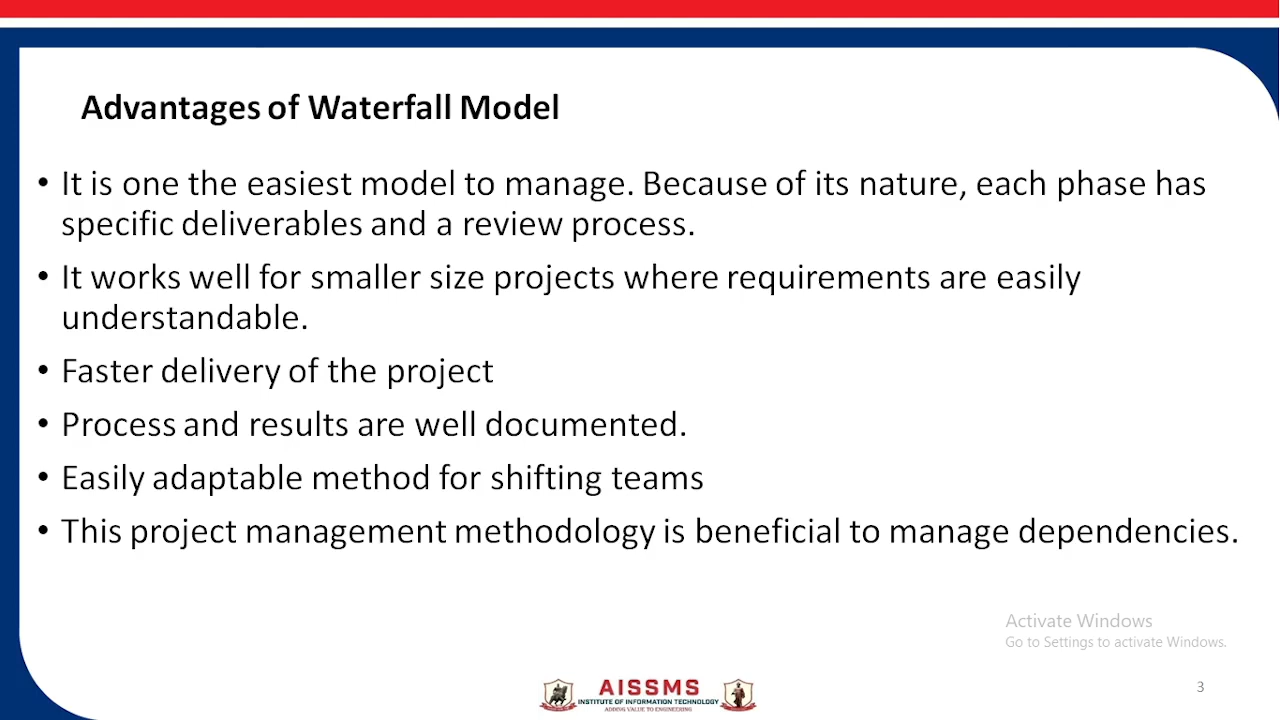 Advantages of Waterfall Model
• It is one the easiest model to manage. Because of its nature, each phase has
specific deliverables and a review process.
• It works well for smaller size projects where requirements are easily
understandable.
• Faster delivery of the project
• Process and results are well documented.
• Easily adaptable method for shifting teams
• This project management methodology is beneficial to manage dependencies.
Activate Windows
Go to Settings to activate Windows.
AISSMS
INSTITUTE OF INFORMATION TECHNOLOGY
ADDING VALUE TO ENGINEERING
3